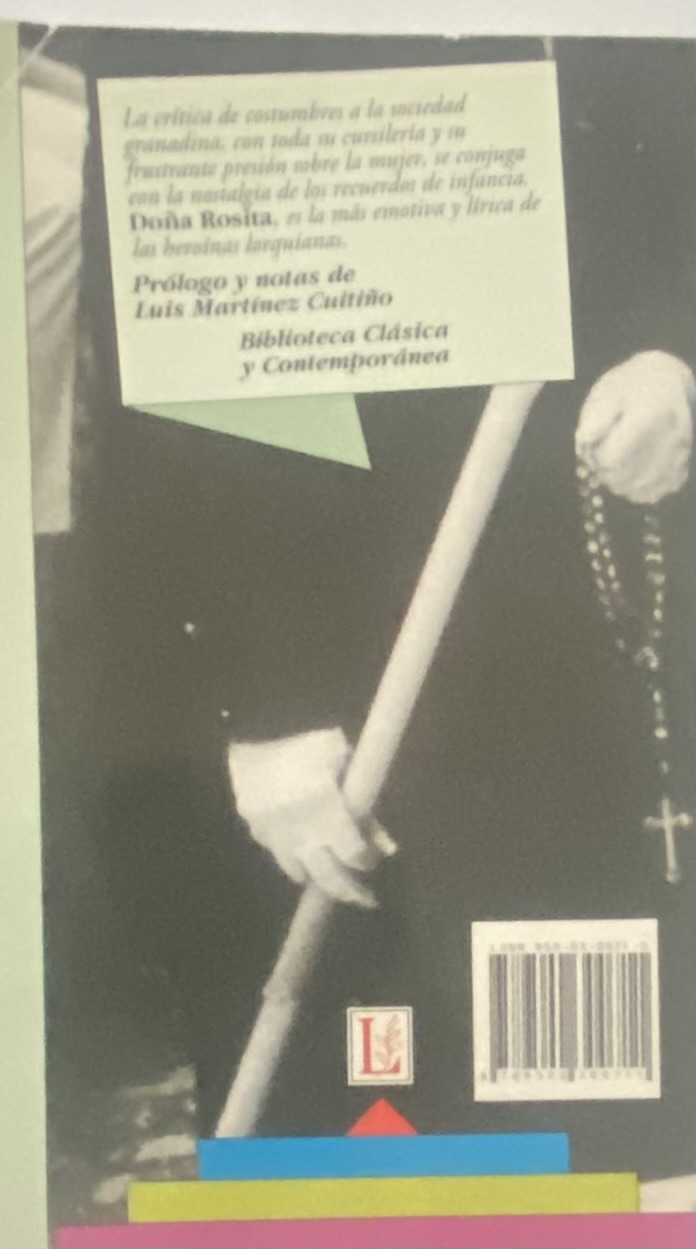 La crítica de costumbres a la sociedad
granadina, con toda su cursilería y su
frustrante presión sobre la mujer, se conjuga
con la nostalgia de los recuerdos de infancia.
Doña Rosita, es la más emotiva y lírica de
las heroínas lorquianas.
Prólogo y notas de
Luis Martínez Cuitiño
Biblioteca Clásica
y Contemporánea
ISBN
L